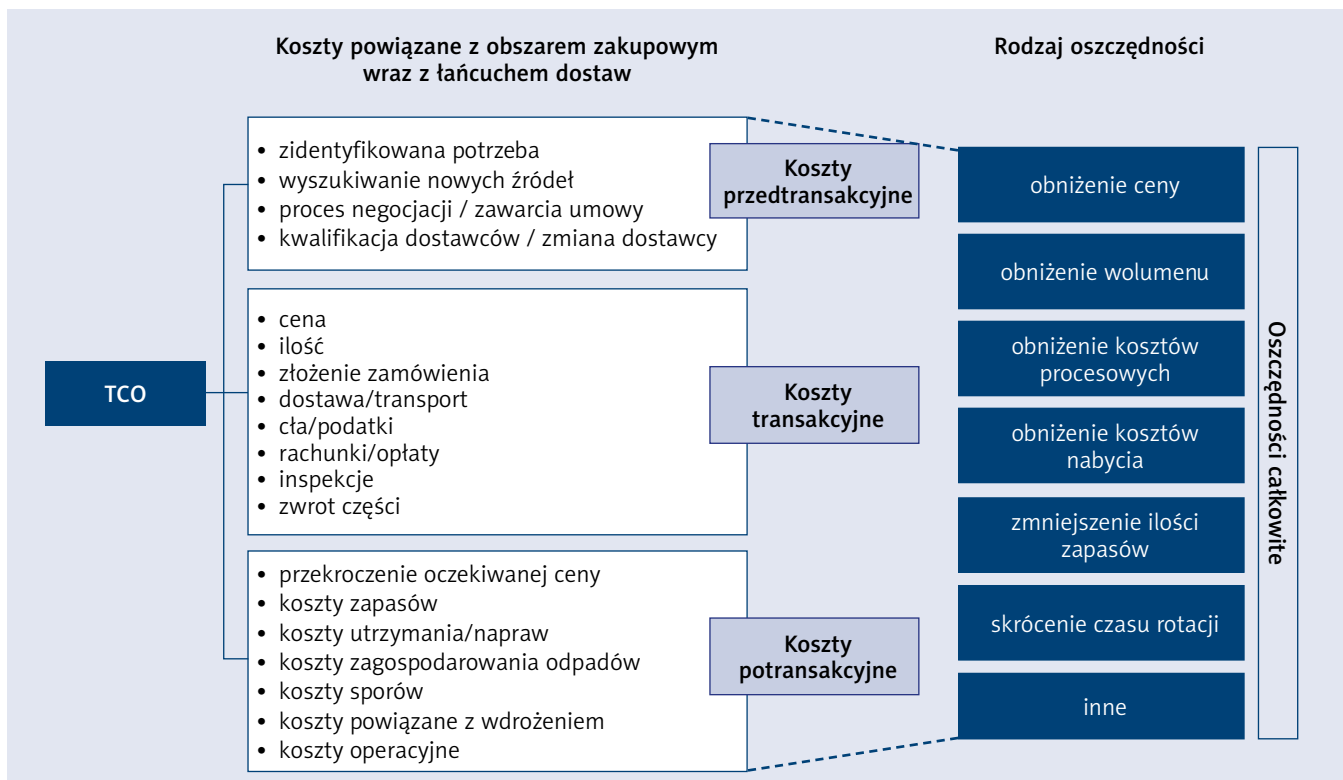 Koszty powiązane z obszarem zakupowym
wraz z łańcuchem dostaw
Rodzaj oszczędności
TCO
• zidentyfikowana potrzeba
• wyszukiwanie nowych źródeł
• proces negocjacji / zawarcia umowy
• kwalifikacja dostawców / zmiana dostawcy
Koszty
przedtransakcyjne
• cena
• ilość
• złożenie zamówienia
• dostawa/transport
• cła/podatki
• rachunki/opłaty
• inspekcje
• zwrot części
Koszty
transakcyjne
• przekroczenie oczekiwanej ceny
• koszty zapasów
• koszty utrzymania/napraw
• koszty zagospodarowania odpadów
• koszty sporów
• koszty powiązane z wdrożeniem
• koszty operacyjne
Koszty
potransakcyjne
obniżenie ceny
obniżenie wolumenu
obniżenie kosztów
procesowych
obniżenie kosztów
nabycia
zmniejszenie ilości
zapasów
skrócenie czasu rotacji
inne
Oszczędności całkowite